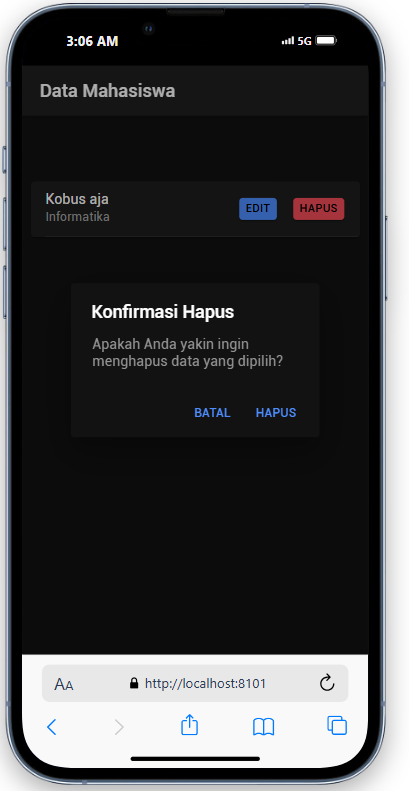 3:06 AM
5G
Data Mahasiswa
Kobus aja
Informatika
EDIT
HAPUS
Konfirmasi Hapus
Apakah Anda yakin ingin
menghapus data yang dipilih?
BATAL
HAPUS
AA
http://localhost:8101